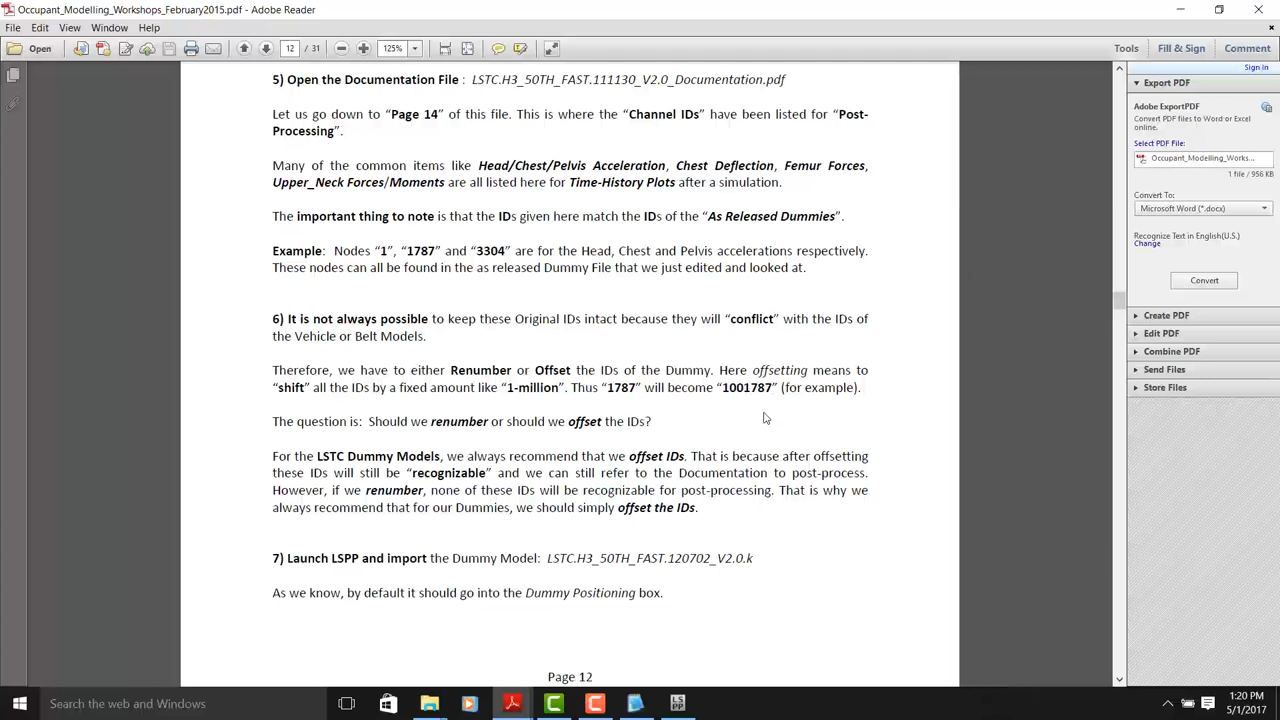 Occupant_Modelling_Workshops_February2015.pdf - Adobe Reader
File Edit View Window Help
Open 12 / 31 125% Tools Fill & Sign Comment
Sign In
5) Open the Documentation File : LSTC.H3_50TH_FAST.111130_V2.0_Documentation.pdf
Let us go down to “Page 14” of this file. This is where the “Channel IDs” have been listed for “Post-
Processing”.
Many of the common items like Head/Chest/Pelvis Acceleration, Chest Deflection, Femur Forces,
Upper_Neck Forces/Moments are all listed here for Time-History Plots after a simulation.
The important thing to note is that the IDs given here match the IDs of the “As Released Dummies”.
Example: Nodes “1”, “1787” and “3304” are for the Head, Chest and Pelvis accelerations respectively.
These nodes can all be found in the as released Dummy File that we just edited and looked at.
6) It is not always possible to keep these Original IDs intact because they will “conflict” with the IDs of
the Vehicle or Belt Models.
Therefore, we have to either Renumber or Offset the IDs of the Dummy. Here offsetting means to
“shift” all the IDs by a fixed amount like “1-million”. Thus “1787” will become “1001787” (for example).
The question is: Should we renumber or should we offset the IDs?
For the LSTC Dummy Models, we always recommend that we offset IDs. That is because after offsetting
these IDs will still be “recognizable” and we can still refer to the Documentation to post-process.
However, if we renumber, none of these IDs will be recognizable for post-processing. That is why we
always recommend that for our Dummies, we should simply offset the IDs.
7) Launch LSPP and import the Dummy Model: LSTC.H3_50TH_FAST.120702_V2.0.k
As we know, by default it should go into the Dummy Positioning box.
Page 12
Export PDF
Adobe ExportPDF
Convert PDF files to Word or Excel
online.
Select PDF File:
Occupant_Modelling_Works...
1 file / 956 KB
Convert To:
Microsoft Word (*.docx)
Recognize Text in English(U.S.)
Change
Convert
Create PDF
Edit PDF
Combine PDF
Send Files
Store Files
Search the web and Windows
LS
PP
1:20 PM
5/1/2017